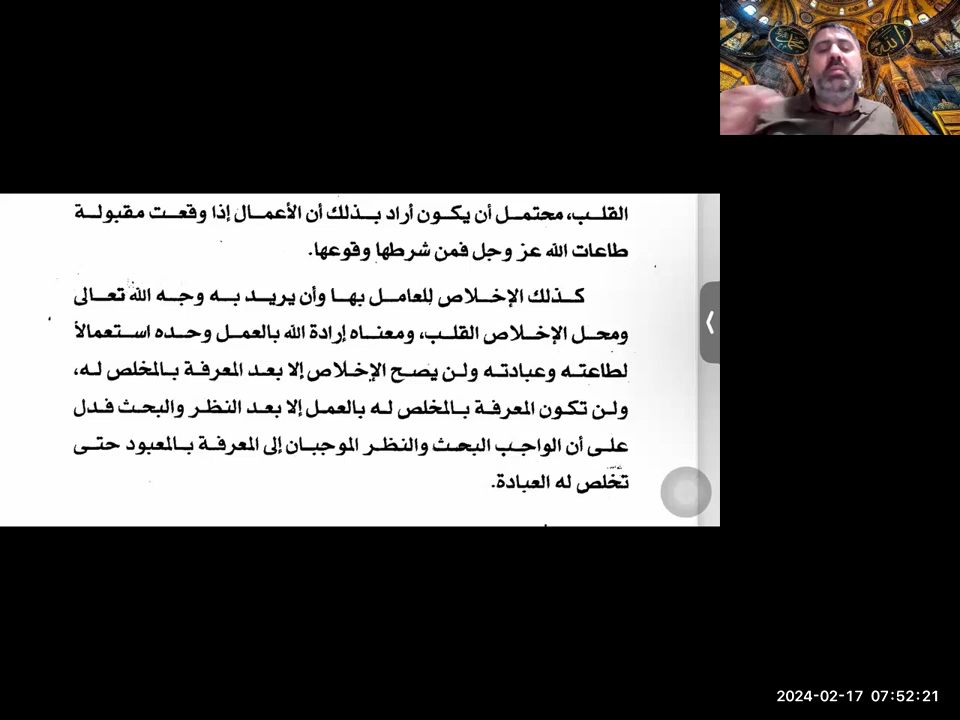 القلب، محتمل أن يكون أراد بذلك أن الأعمال إذا وقعت مقبولة
طاعات الله عز وجل فمن شرطها وقوعها.
كذلك الإخلاص للعامل بها وأن يريد به وجه الله تعالى
ومحل الإخلاص القلب، ومعناه إرادة الله بالعمل وحده استعمالاً
لطاعته وعبادته ولن يصح الإخلاص إلا بعد المعرفة بالمخلص له،
ولن تكون المعرفة بالمخلص له بالعمل إلا بعد النظر والبحث فدل
على أن الواجب البحث والنظر الموجبان إلى المعرفة بالمعبود حتى
تخلص له العبادة.
محمد
الله
2024-02-17 07:52:21